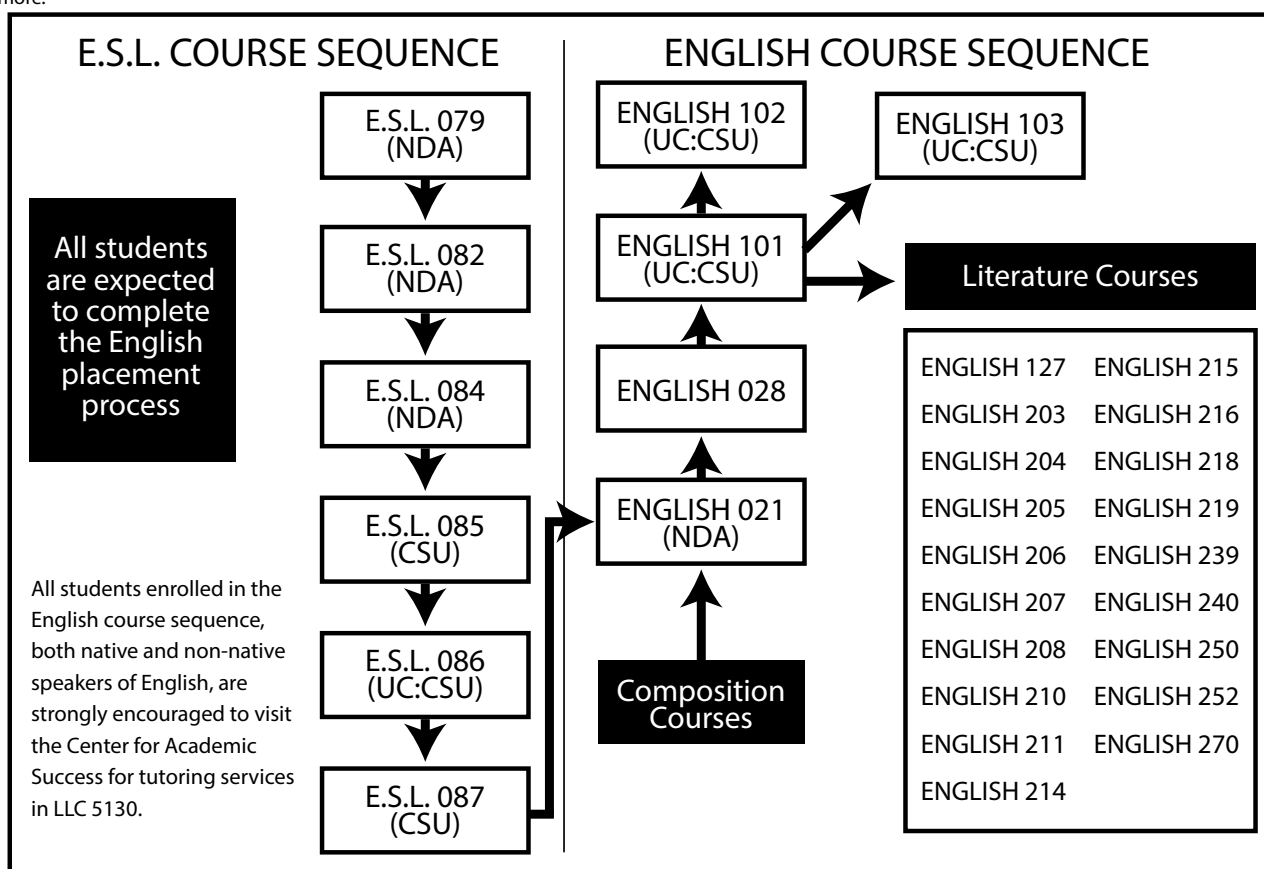 more.
E.S.L. COURSE SEQUENCE
E.S.L. 079
(NDA)
All students
are expected
to complete
the English
placement
process
E.S.L. 082
(NDA)
E.S.L. 084
(NDA)
E.S.L. 085
(CSU)
All students enrolled in the
English course sequence,
both native and non-native
speakers of English, are
strongly encouraged to visit
the Center for Academic
Success for tutoring services
in LLC 5130.
E.S.L. 086
(UC:CSU)
E.S.L. 087
(CSU)
ENGLISH COURSE SEQUENCE
ENGLISH 102
(UC:CSU)
ENGLISH 103
(UC:CSU)
ENGLISH 101
(UC:CSU)
ENGLISH 028
ENGLISH 021
(NDA)
Composition
Courses
Literature Courses
ENGLISH 127 ENGLISH 215
ENGLISH 203 ENGLISH 216
ENGLISH 204 ENGLISH 218
ENGLISH 205 ENGLISH 219
ENGLISH 206 ENGLISH 239
ENGLISH 207 ENGLISH 240
ENGLISH 208 ENGLISH 250
ENGLISH 210 ENGLISH 252
ENGLISH 211 ENGLISH 270
ENGLISH 214